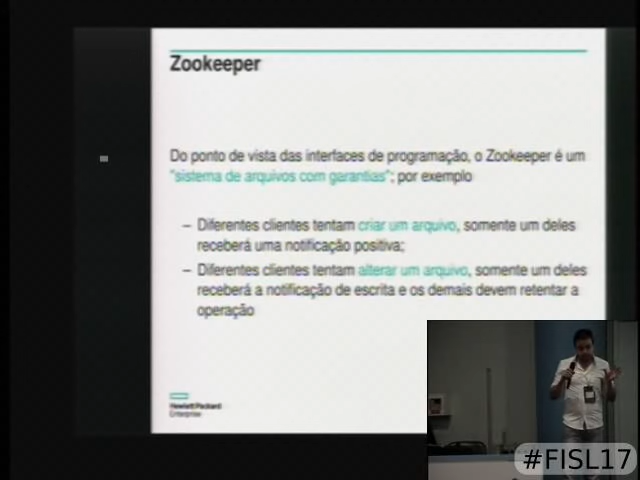 Zookeeper
Do ponto de vista das interfaces de programação, o Zookeeper é um
"sistema de arquivos com garantias"; por exemplo
– Diferentes clientes tentam criar um arquivo, somente um deles
receberá uma notificação positiva;
– Diferentes clientes tentam alterar um arquivo, somente um deles
receberá a notificação de escrita e os demais devem retentar a
operação
Hewlett Packard
Enterprise
#FISL17